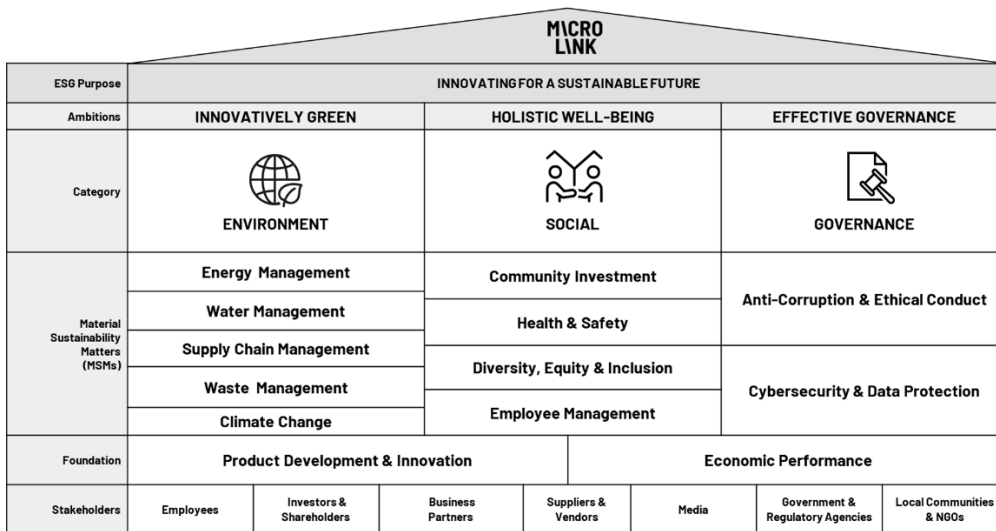 MICRO
LINK
ESG Purpose
INNOVATING FOR A SUSTAINABLE FUTURE
Ambitions
INNOVATIVELY GREEN
HOLISTIC WELL-BEING
EFFECTIVE GOVERNANCE
Category
ENVIRONMENT
SOCIAL
GOVERNANCE
Material
Sustainability
Matters
(MSMs)
Energy Management
Water Management
Supply Chain Management
Waste Management
Climate Change
Community Investment
Health & Safety
Diversity, Equity & Inclusion
Employee Management
Anti-Corruption & Ethical Conduct
Cybersecurity & Data Protection
Foundation
Product Development & Innovation
Economic Performance
Stakeholders
Employees
Investors &
Shareholders
Business
Partners
Suppliers &
Vendors
Media
Government &
Regulatory Agencies
Local Communities
& NGOs